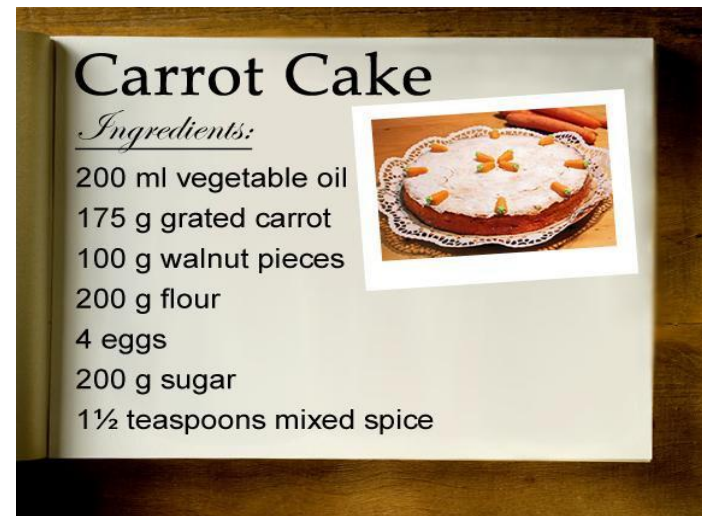 Carrot Cake
Ingredients:
200 ml vegetable oil
175 g grated carrot
100 g walnut pieces
200 g flour
4 eggs
200 g sugar
1½ teaspoons mixed spice